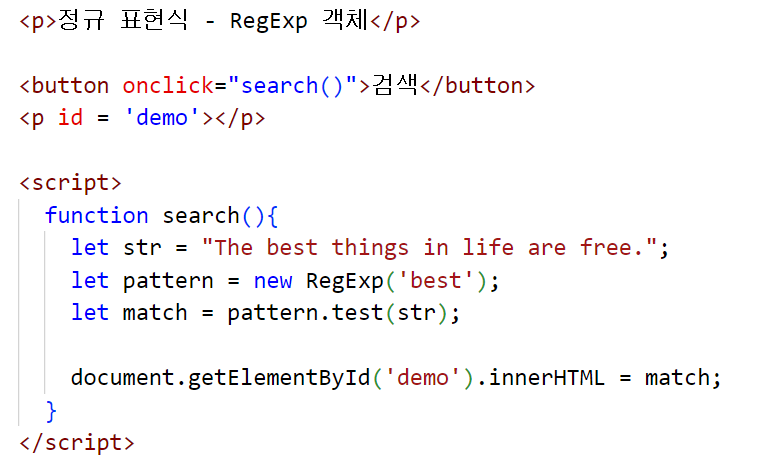 <p>정규 표현식 - RegExp 객체</p>
<button onclick="search()">검색</button>
<p id = 'demo'></p>
<script>
function search(){
let str = "The best things in life are free.";
let pattern = new RegExp('best');
let match = pattern.test(str);
document.getElementById('demo').innerHTML = match;
}
</script>